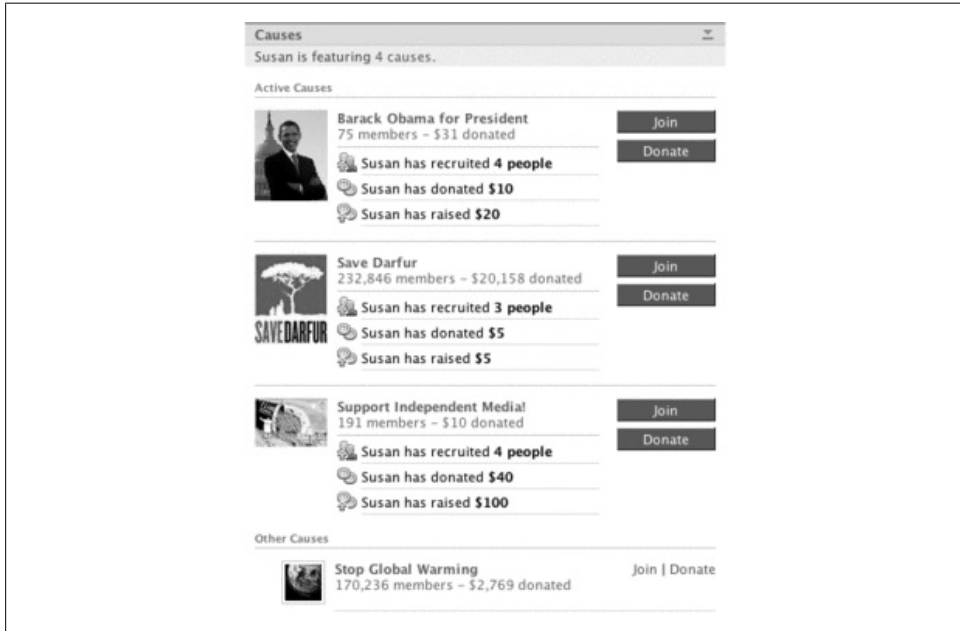 Causes
Susan is featuring 4 causes.
Active Causes
Barack Obama for President
75 members – $31 donated
Join
Donate
Susan has recruited 4 people
Susan has donated $10
Susan has raised $20
Save Darfur
232,846 members – $20,158 donated
Join
Donate
SAVEDARFUR
Susan has recruited 3 people
Susan has donated $5
Susan has raised $5
Support Independent Media!
191 members – $10 donated
Join
Donate
Susan has recruited 4 people
Susan has donated $40
Susan has raised $100
Other Causes
Stop Global Warming
170,236 members – $2,769 donated
Join | Donate